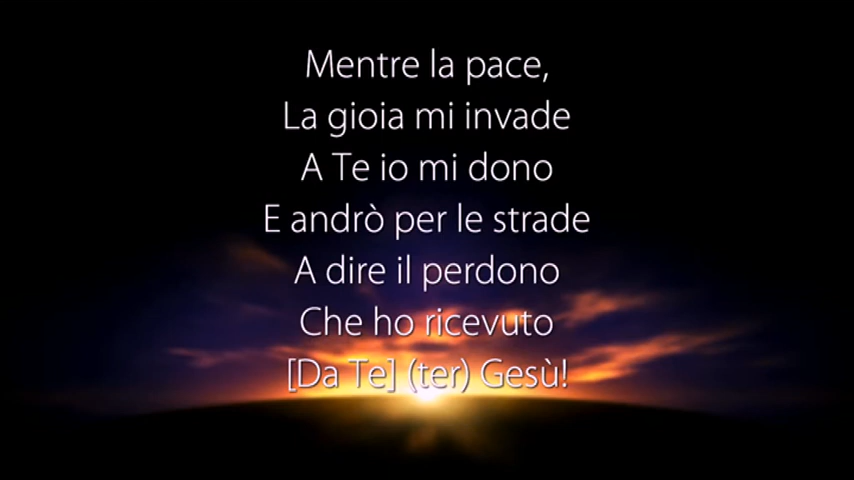 Mentre la pace,
La gioia mi invade
A Te io mi dono
E andrò per le strade
A dire il perdono
Che ho ricevuto
[Da Te] (ter) Gesù!